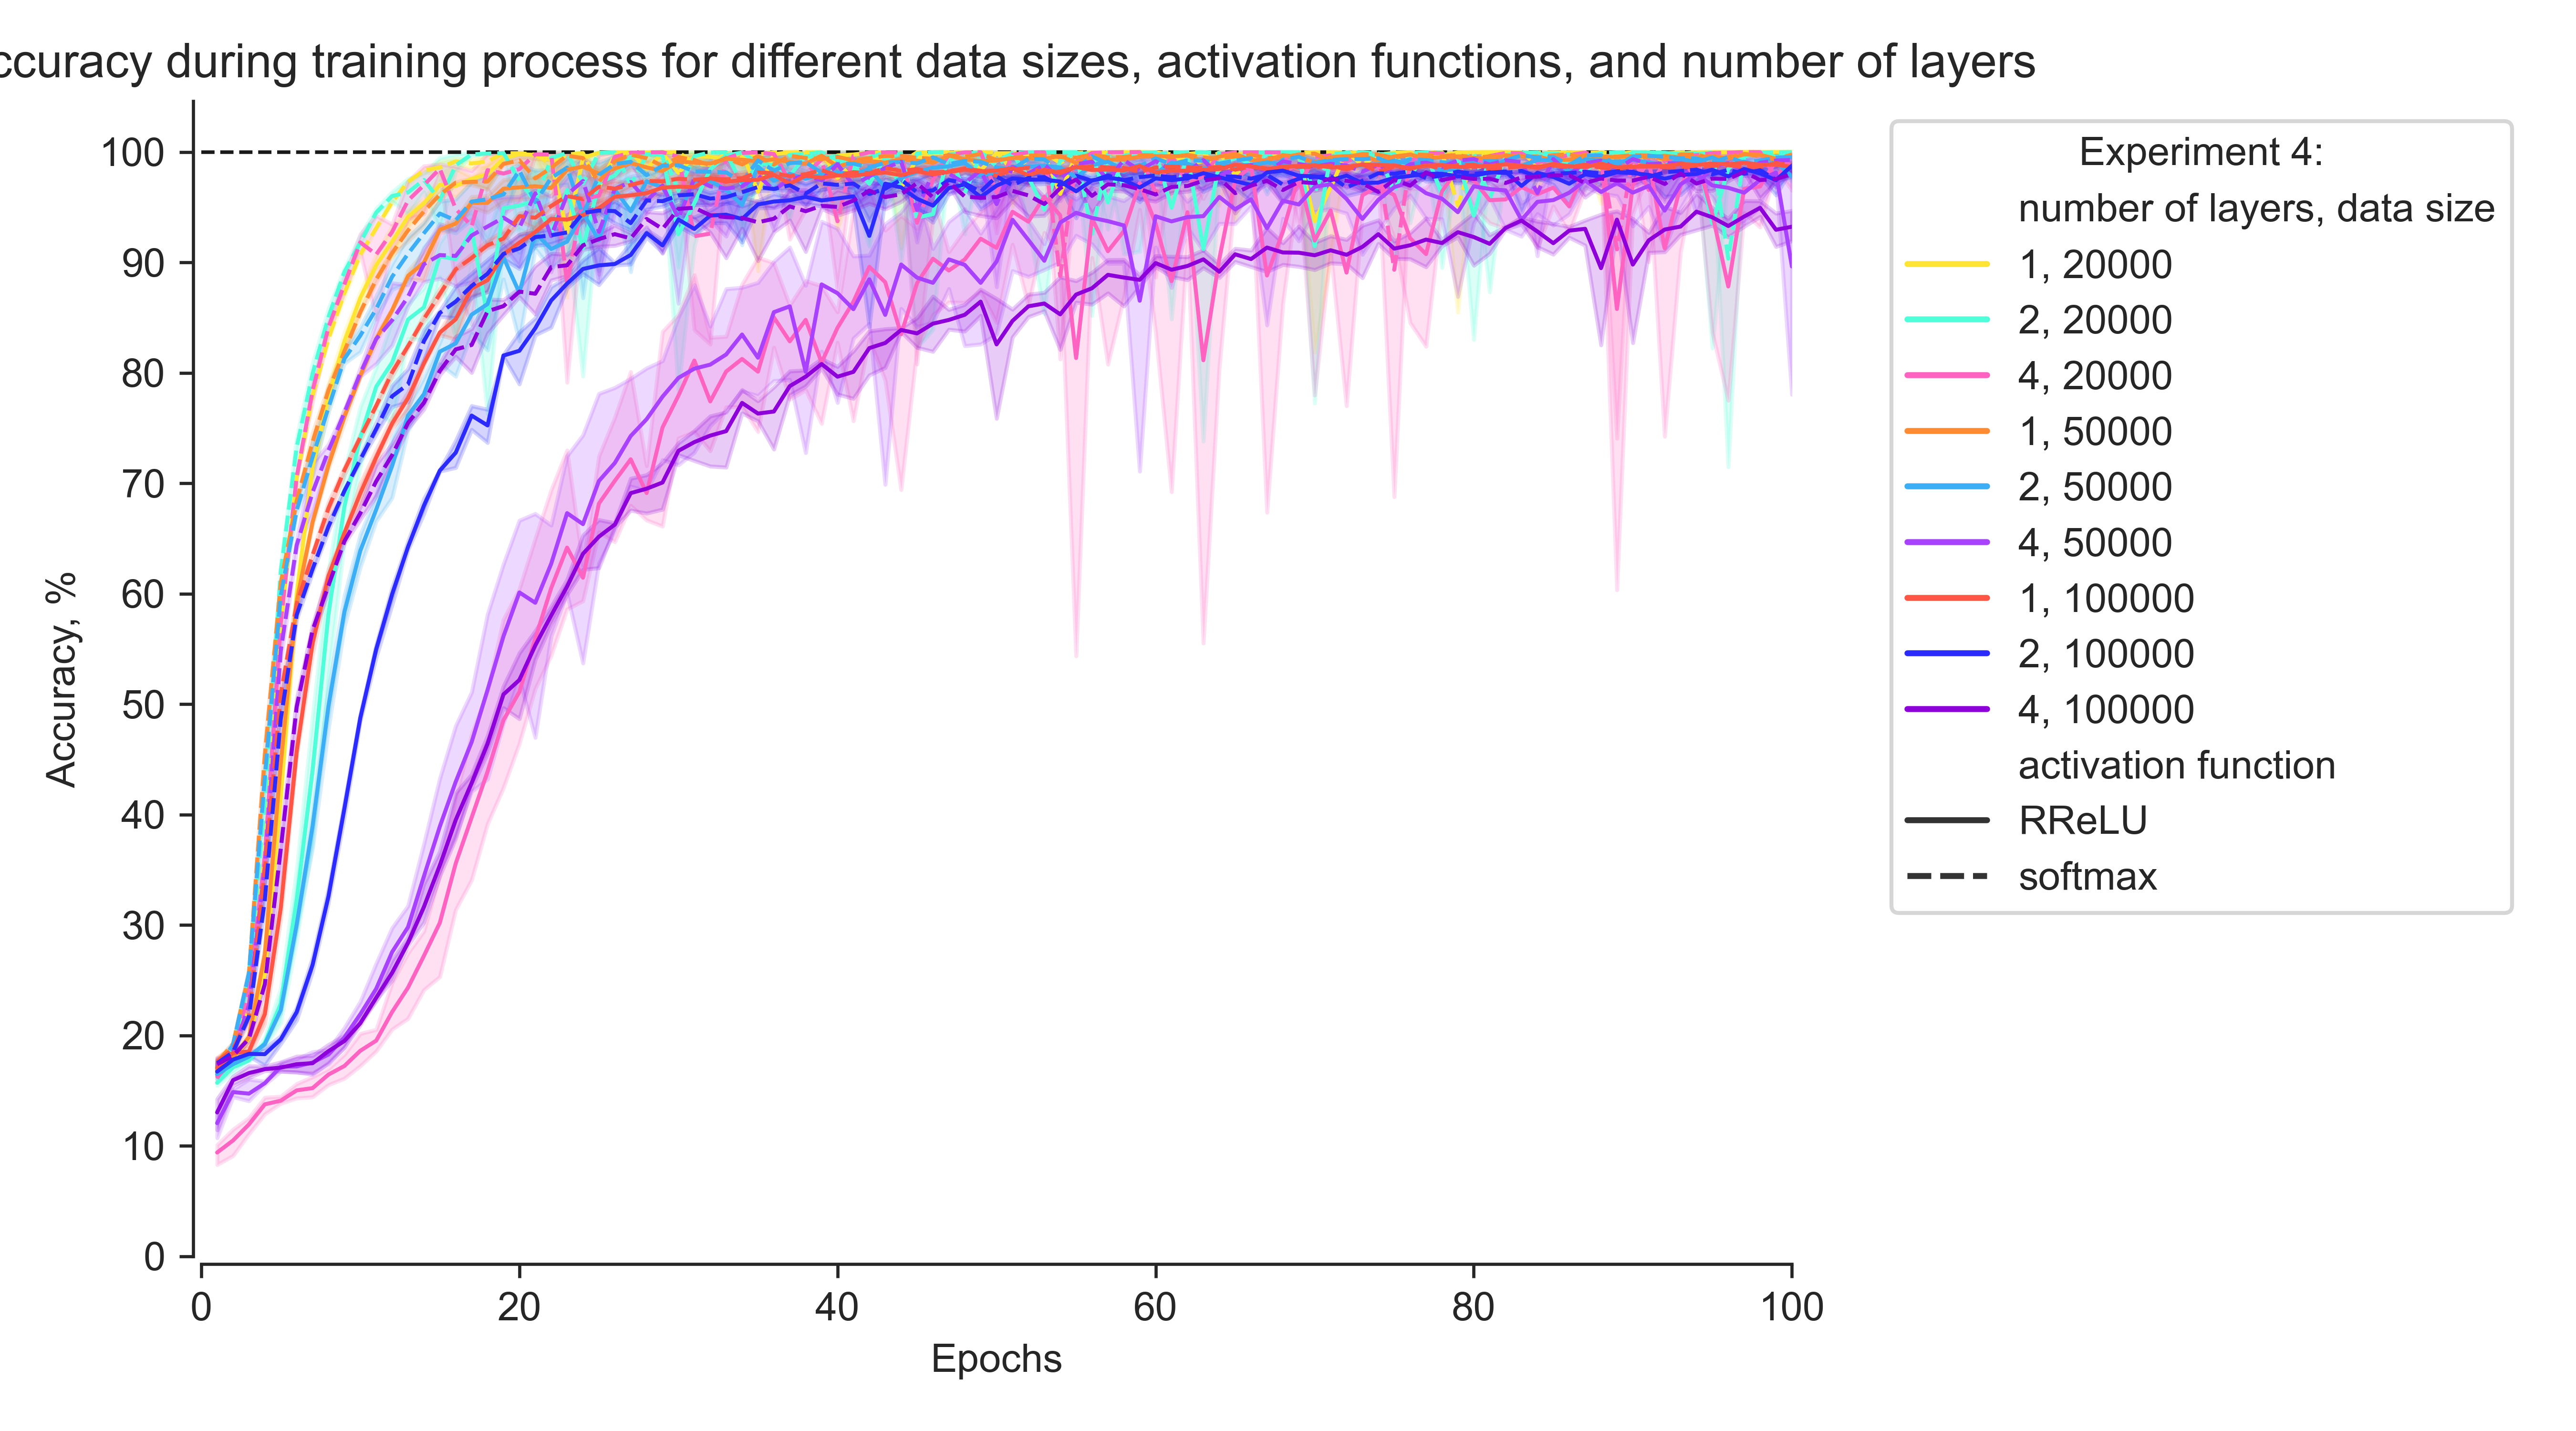 ccuracy during training process for different data sizes, activation functions, and number of layers
100
90
80
70
60
50
40
30
20
10
0
Accuracy, %
0 20 40 60 80 100
Epochs
Experiment 4:
number of layers, data size
1, 20000
2, 20000
4, 20000
1, 50000
2, 50000
4, 50000
1, 100000
2, 100000
4, 100000
activation function
RReLU
softmax